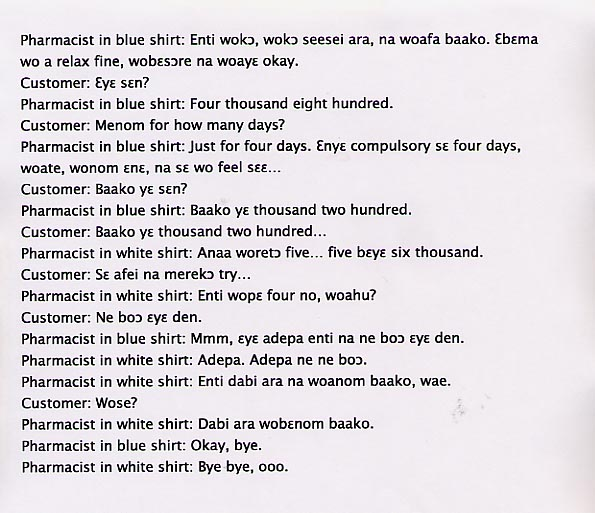 Pharmacist in blue shirt: Enti wokɔ, wokɔ seesei ara, na woafa baako. Ɛbɛma
wo a relax fine, wobɛsɔre na woayɛ okay.
Customer: Ɛyɛ sɛn?
Pharmacist in blue shirt: Four thousand eight hundred.
Customer: Menom for how many days?
Pharmacist in blue shirt: Just for four days. Ɛnyɛ compulsory sɛ four days,
woate, wonom ɛnɛ, na sɛ wo feel sɛɛ...
Customer: Baako yɛ sɛn?
Pharmacist in blue shirt: Baako yɛ thousand two hundred.
Customer: Baako yɛ thousand two hundred...
Pharmacist in white shirt: Anaa woretɔ five... five bɛyɛ six thousand.
Customer: Sɛ afei na merekɔ try...
Pharmacist in white shirt: Enti wopɛ four no, woahu?
Customer: Ne boɔ ɛyɛ den.
Pharmacist in blue shirt: Mmm, ɛyɛ adepa enti na ne boɔ ɛyɛ den.
Pharmacist in white shirt: Adepa. Adepa ne ne boɔ.
Pharmacist in white shirt: Enti dabi ara na woanom baako, wae.
Customer: Wose?
Pharmacist in white shirt: Dabi ara wobɛnom baako.
Pharmacist in blue shirt: Okay, bye.
Pharmacist in white shirt: Bye bye, ooo.